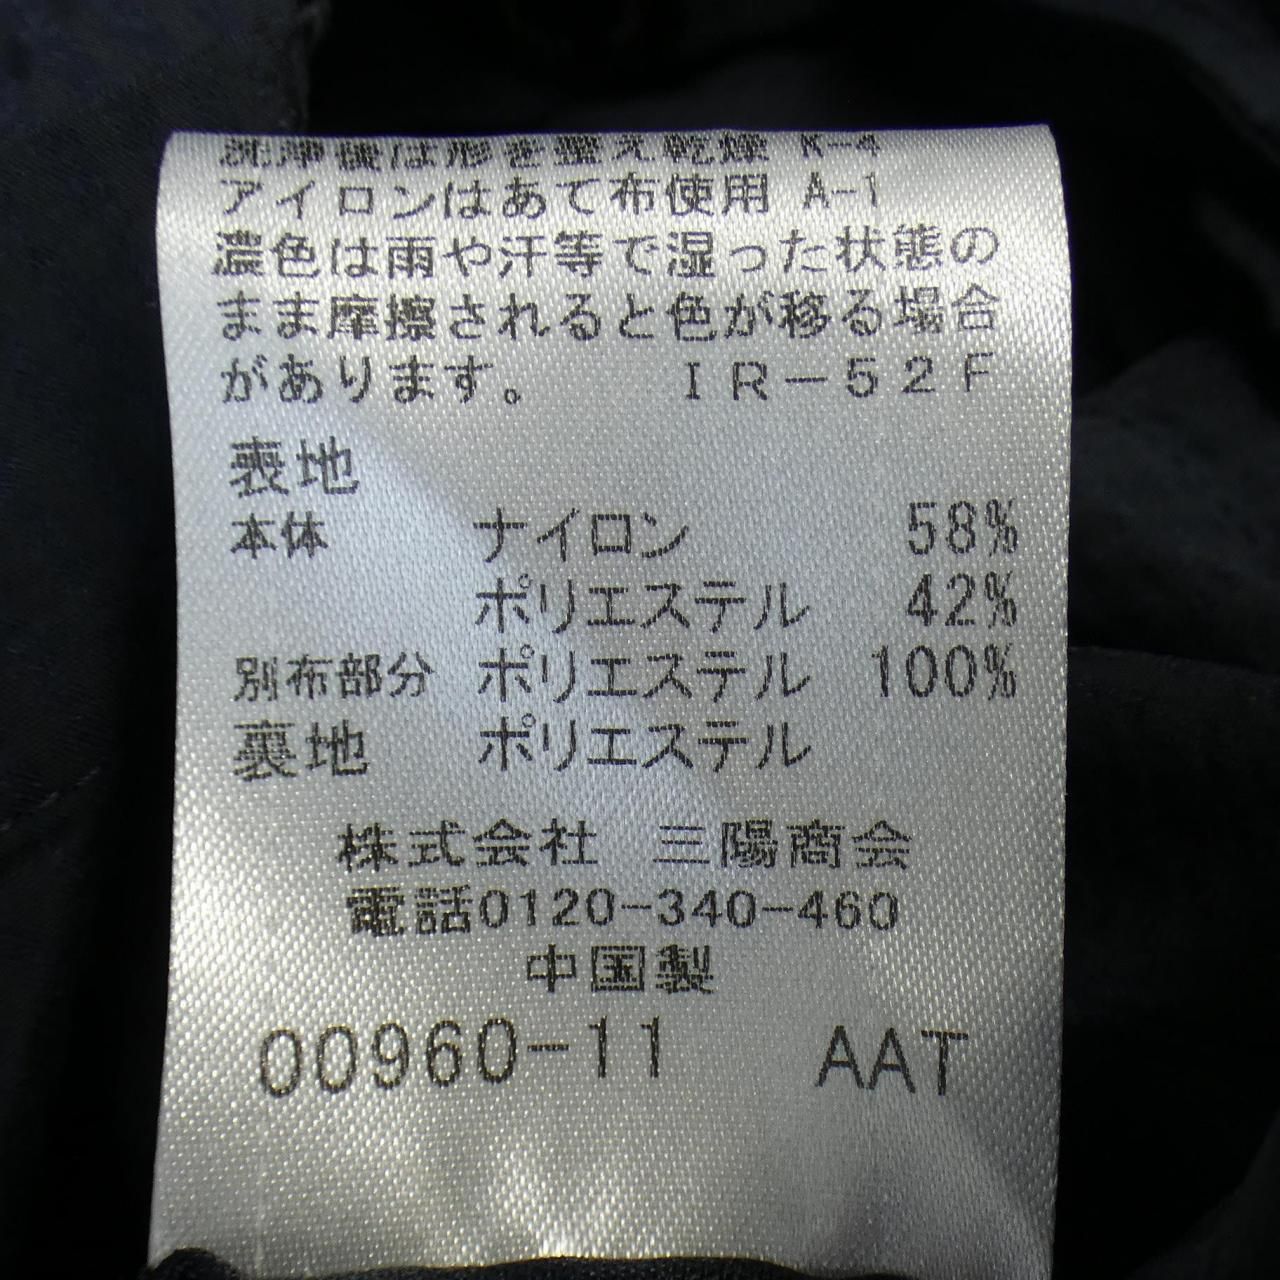 洗浄後は形を整え乾燥 K-4
アイロンはあて布使用 A-1
濃色は雨や汗等で湿った状態の
まま摩擦されると色が移る場合
があります。 IR-52F
表地
本体 ナイロン 58%
ポリエステル 42%
別布部分 ポリエステル 100%
裏地 ポリエステル
株式会社 三陽商会
電話0120-340-460
中国製
00960-11 AAT